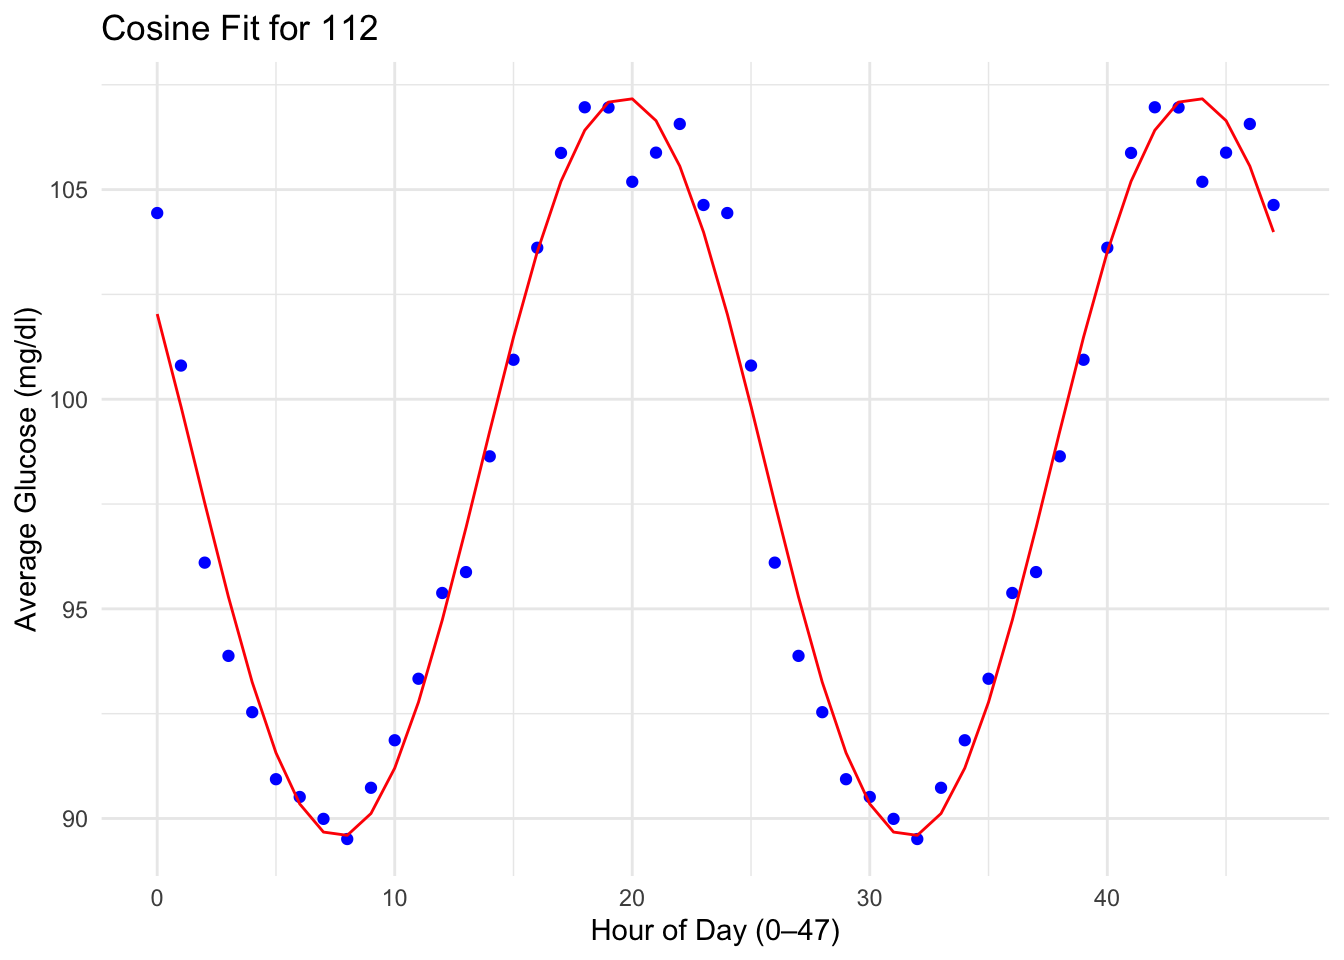 Cosine Fit for 112
Average Glucose (mg/dl)
105
100
95
90
0 10 20 30 40
Hour of Day (0–47)